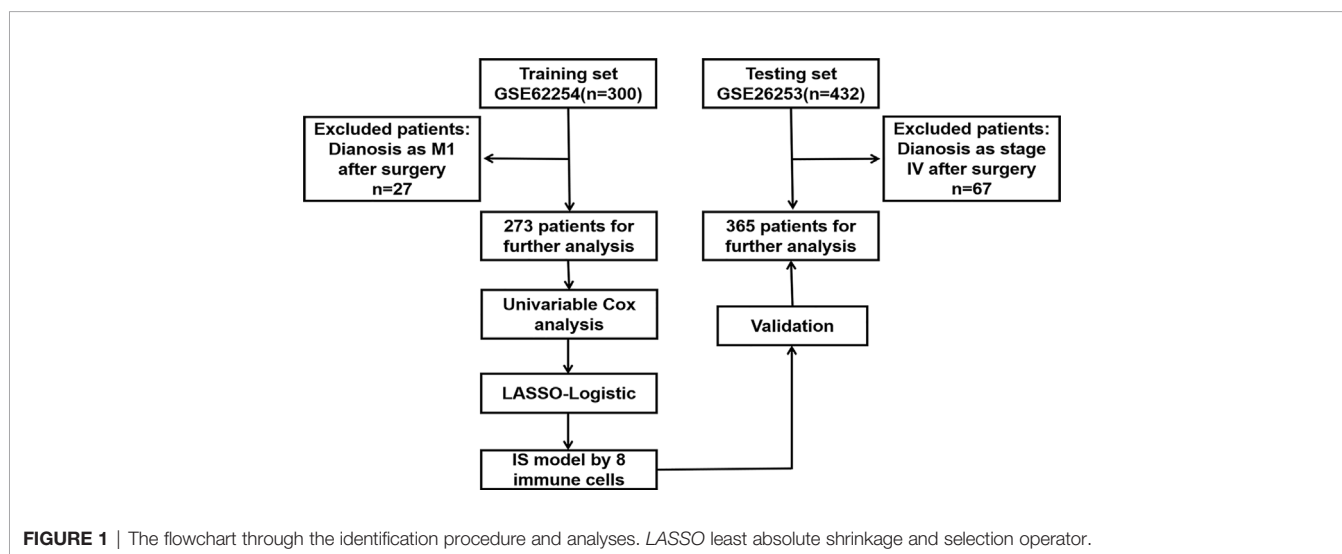 Training set
GSE62254(n=300)
Testing set
GSE26253(n=432)
Excluded patients:
Dianosis as M1
after surgery
n=27
Excluded patients:
Dianosis as stage
IV after surgery
n=67
273 patients for
further analysis
365 patients for
further analysis
Univariable Cox
analysis
Validation
LASSO-Logistic
IS model by 8
immune cells
FIGURE 1 | The flowchart through the identification procedure and analyses. LASSO least absolute shrinkage and selection operator.